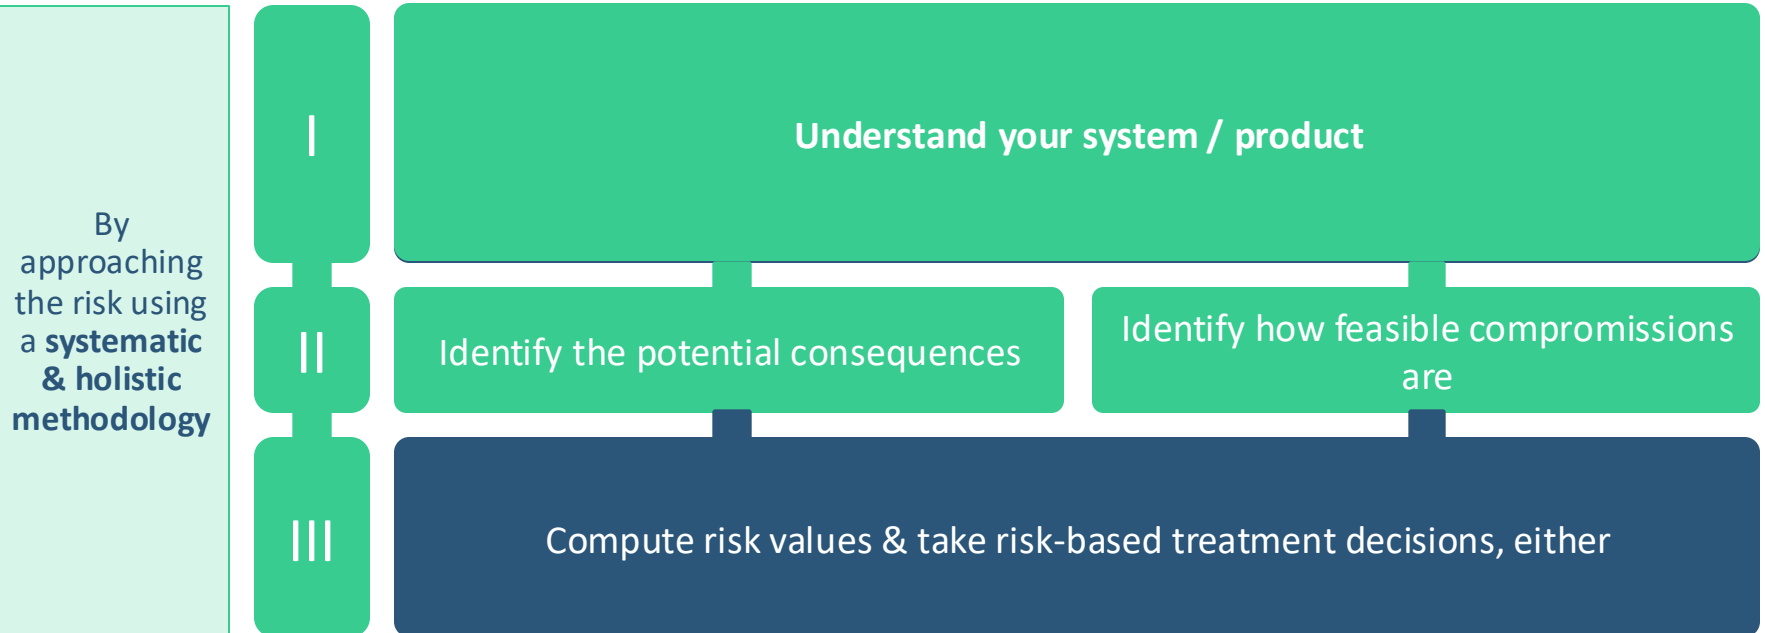 By
approaching
the risk using
a systematic
& holistic
methodology
I
Understand your system / product
II
Identify the potential consequences
Identify how feasible compromissions
are
III
Compute risk values & take risk-based treatment decisions, either